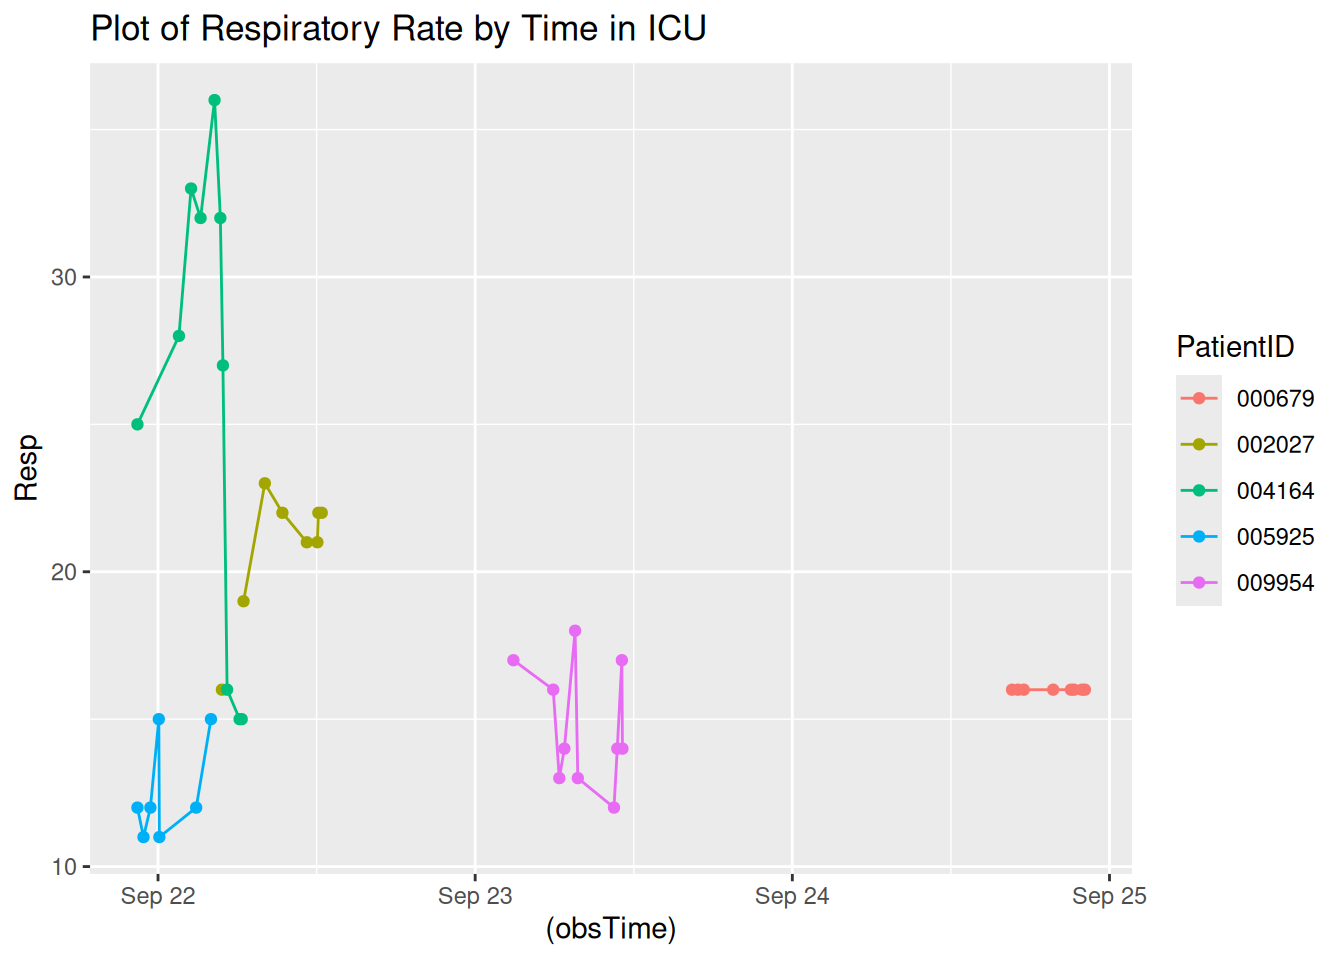 Plot of Respiratory Rate by Time in ICU
30
20
10
Resp
Sep 22
Sep 23
Sep 24
Sep 25
(obsTime)
PatientID
000679
002027
004164
005925
009954